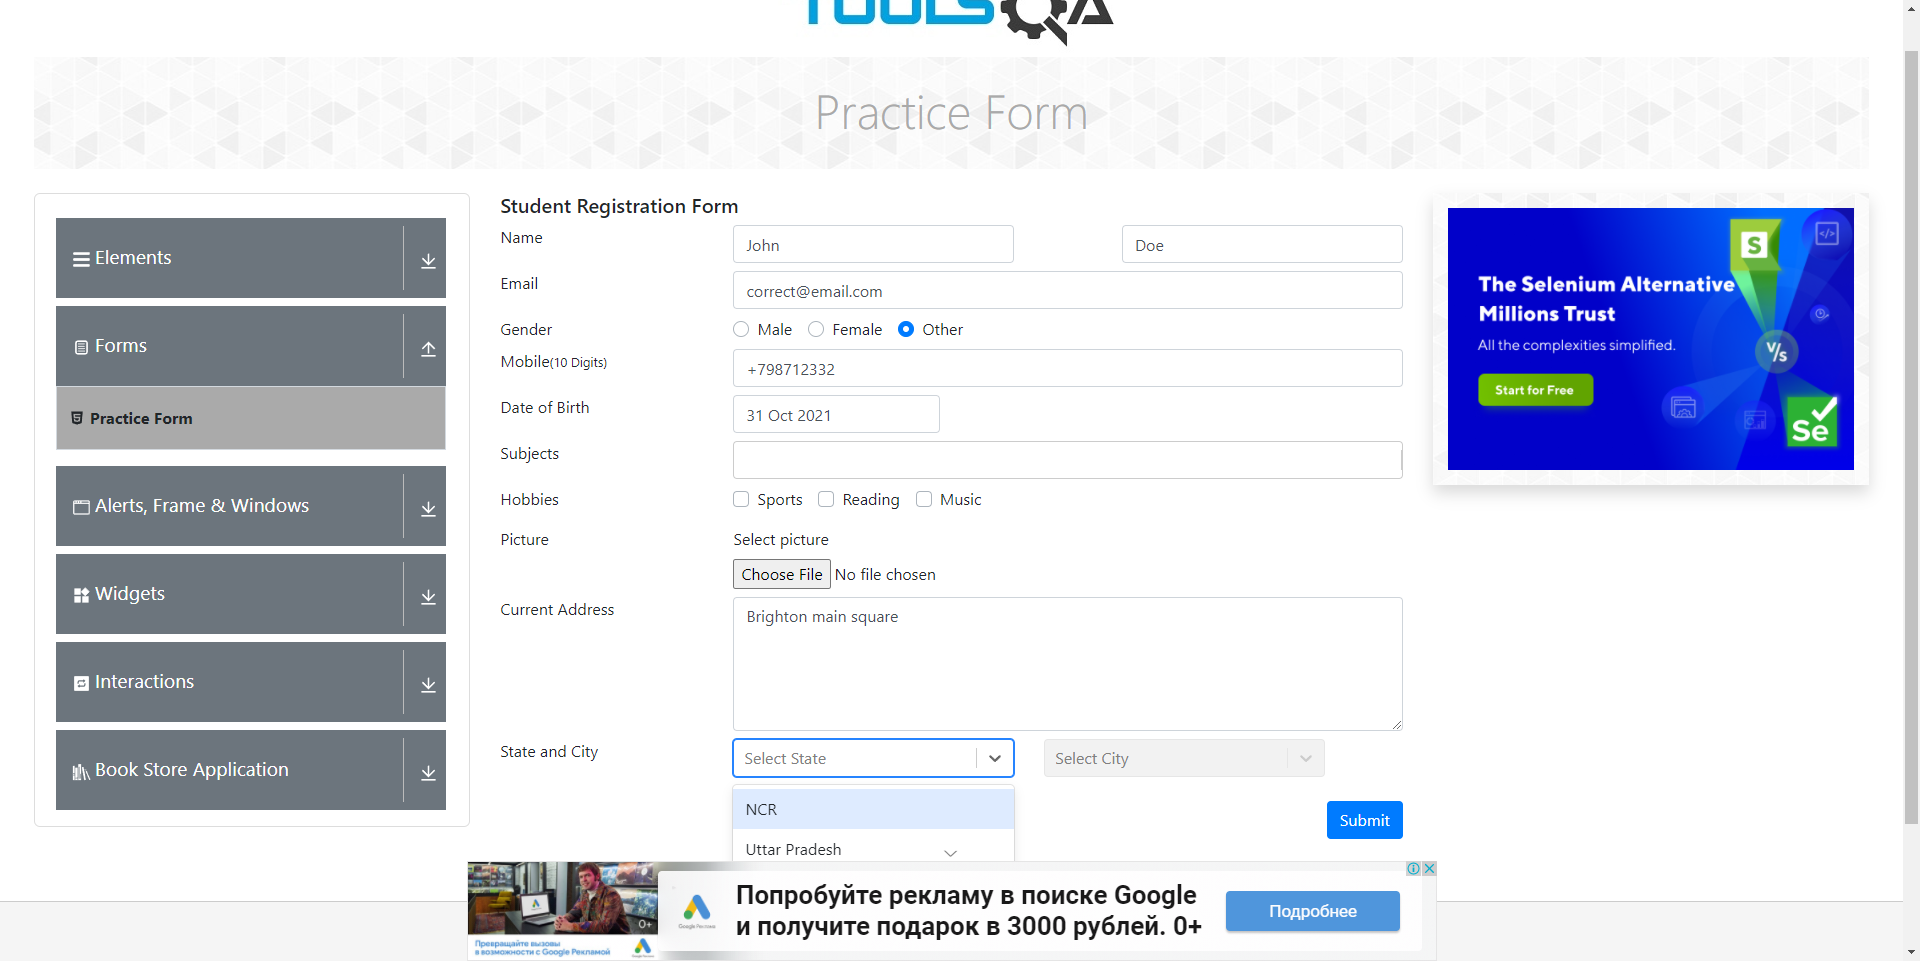 TOOLSQA
Practice Form
Elements
Forms
Practice Form
Alerts, Frame & Windows
Widgets
Interactions
Book Store Application
Student Registration Form
Name
John
Doe
Email
correct@email.com
Gender
Male
Female
Other
Mobile(10 Digits)
+798712332
Date of Birth
31 Oct 2021
Subjects
Hobbies
Sports
Reading
Music
Picture
Select picture
Choose File No file chosen
Current Address
Brighton main square
State and City
Select State
Select City
NCR
Uttar Pradesh
Submit
S
</>
The Selenium Alternative
Millions Trust
All the complexities simplified.
V/s
Start for Free
Se
0+
Превращайте вызовы
в возможности с Google Рекламой
Google Реклама
Попробуйте рекламу в поиске Google
и получите подарок в 3000 рублей. 0+
Подробнее